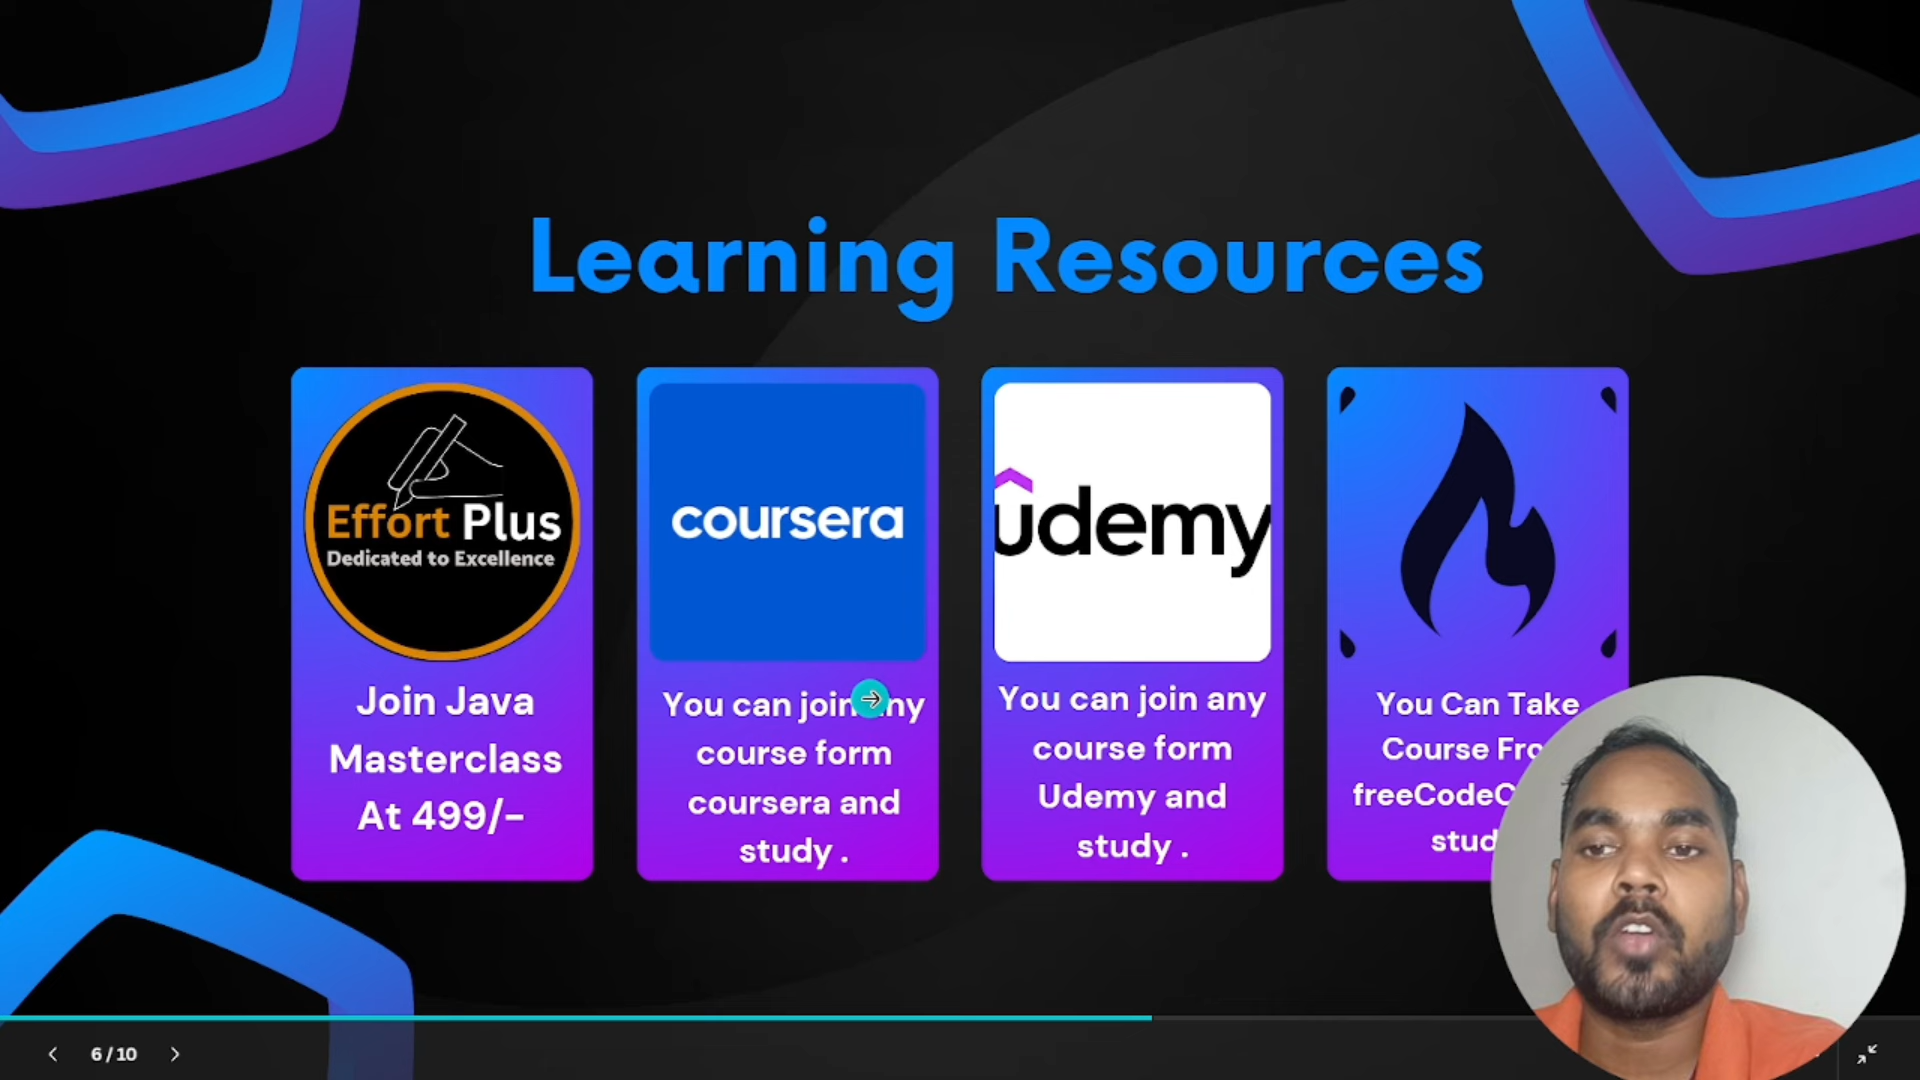 Learning Resources
Effort Plus
Dedicated to Excellence
Join Java
Masterclass
At 499/-
coursera
You can join
course form
coursera and
study .
udemy
You can join any
course form
Udemy and
study .
You Can Take
Course
6 / 10